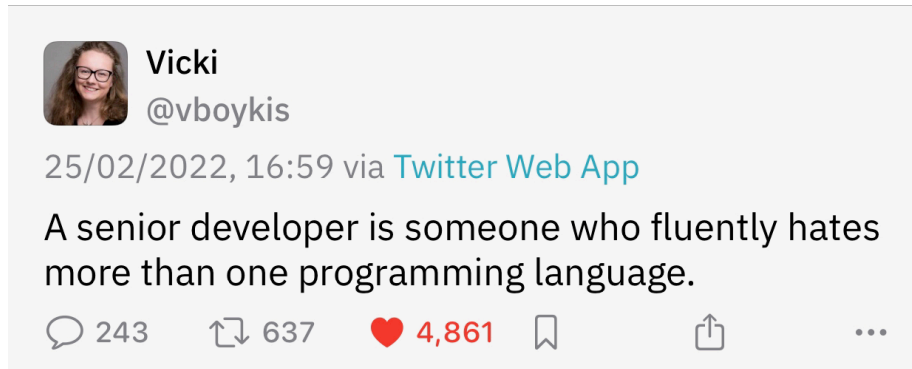 Vicki
@vboykis
25/02/2022, 16:59 via Twitter Web App
A senior developer is someone who fluently hates
more than one programming language.
243 637 4,861